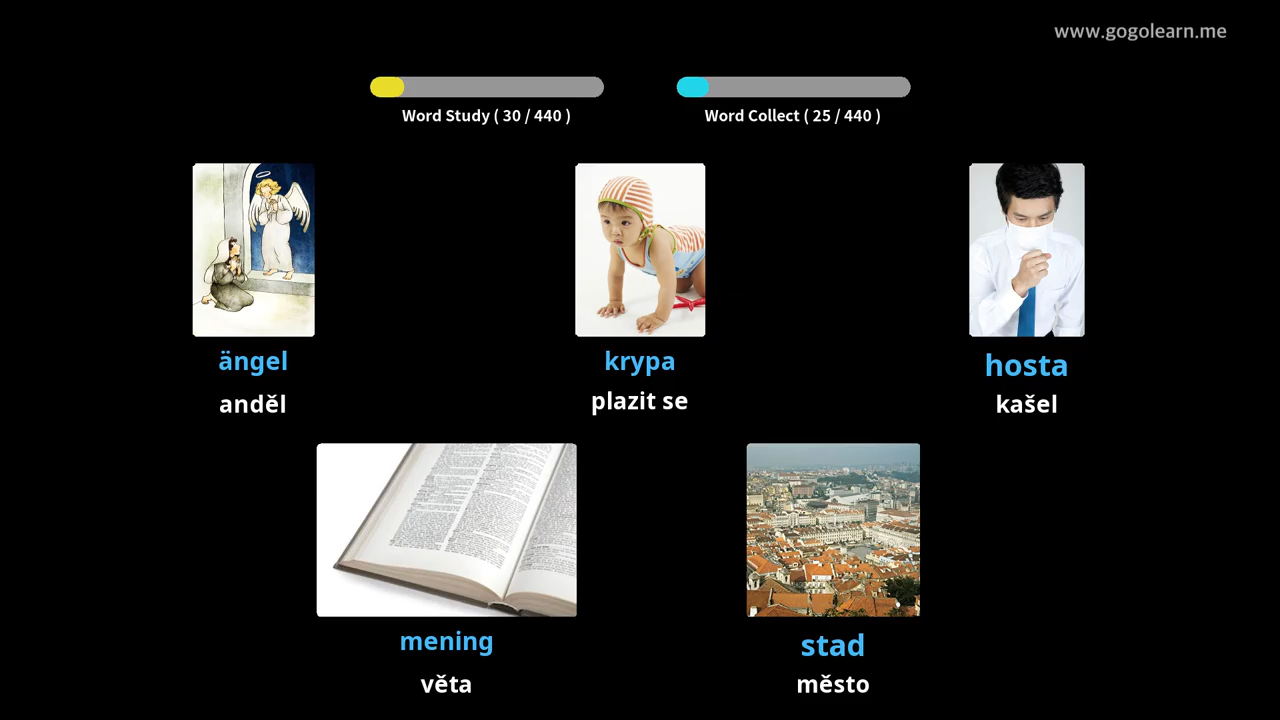 www.gogolearn.me
Word Study ( 30 / 440 )
Word Collect ( 25 / 440 )
ängel
krypa
hosta
anděl
plazit se
kašel
mening
stad
věta
město